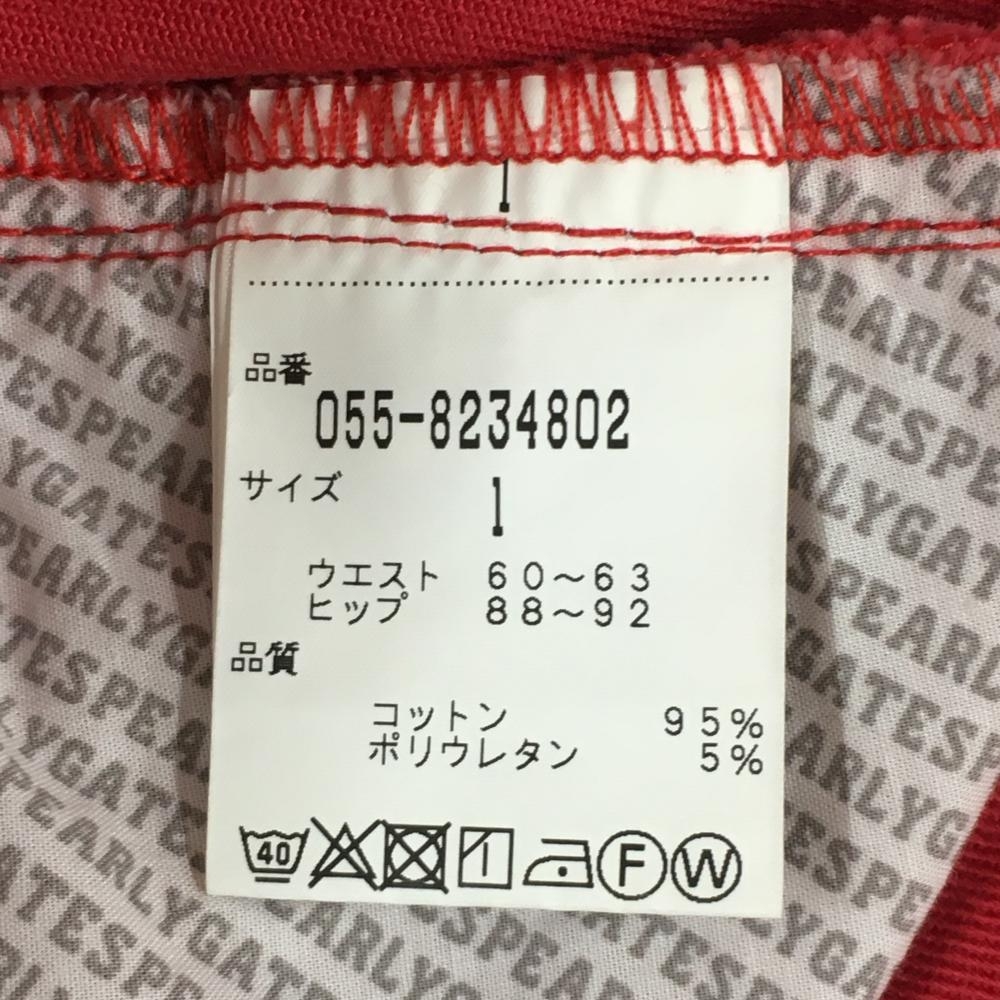 品番
055-8234802
サイズ
1
ウエスト 60～63
ヒップ 88～92
品質
コットン 95%
ポリウレタン 5%
40 F W
PEARLYGATES